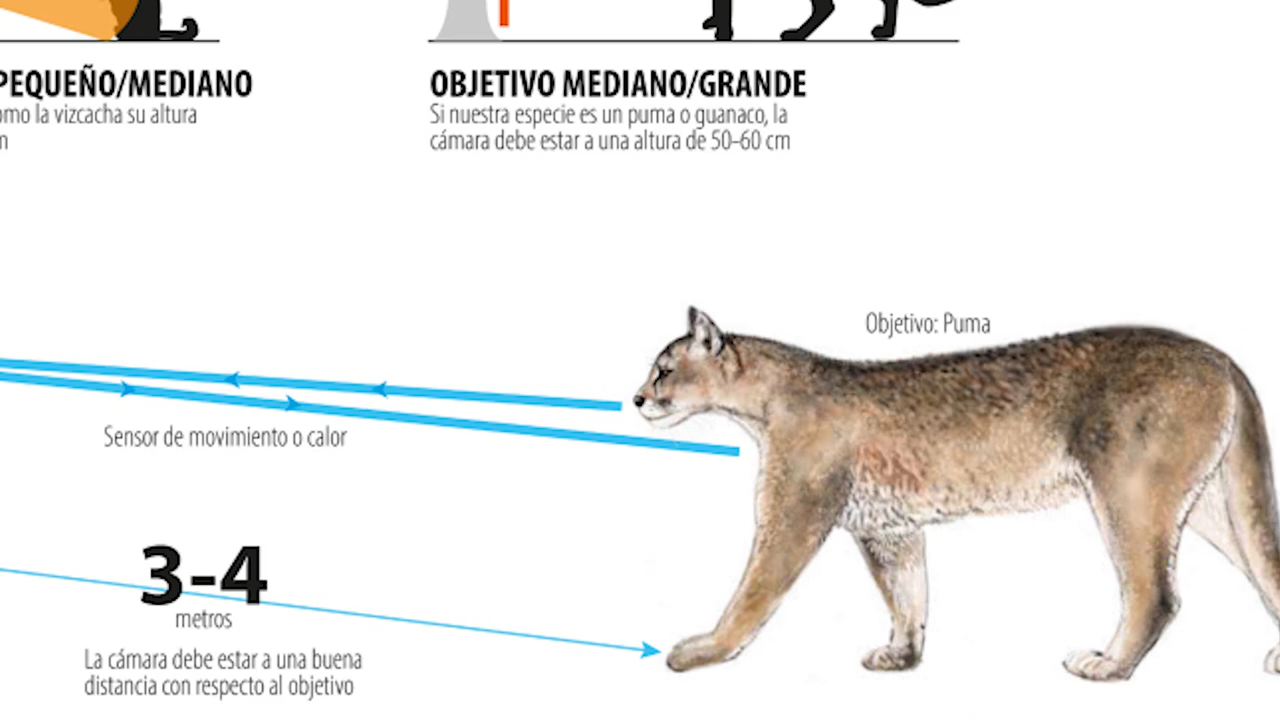 PEQUEÑO/MEDIANO
omo la vizcacha su altura
m
OBJETIVO MEDIANO/GRANDE
Si nuestra especie es un puma o guanaco, la
cámara debe estar a una altura de 50-60 cm
Objetivo: Puma
Sensor de movimiento o calor
3-4
metros
La cámara debe estar a una buena
distancia con respecto al objetivo